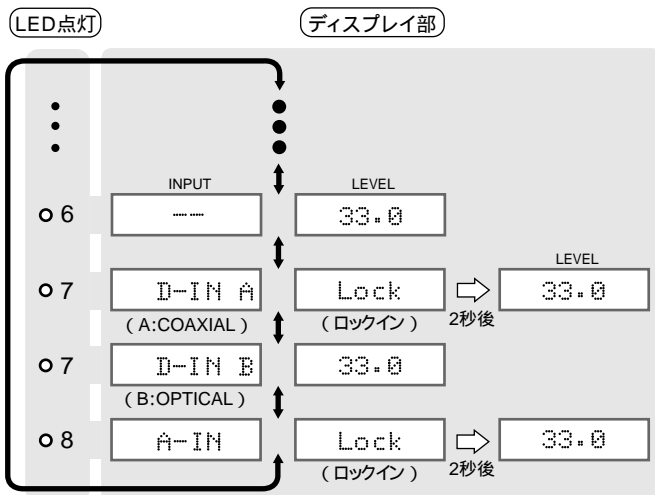 LED点灯 ディスプレイ部
INPUT LEVEL
6 -- 33.0
LEVEL
7 D-IN A Lock 33.0
(A:COAXIAL) (ロックイン) 2秒後
7 D-IN B 33.0
(B:OPTICAL)
8 A-IN Lock 33.0
(ロックイン) 2秒後